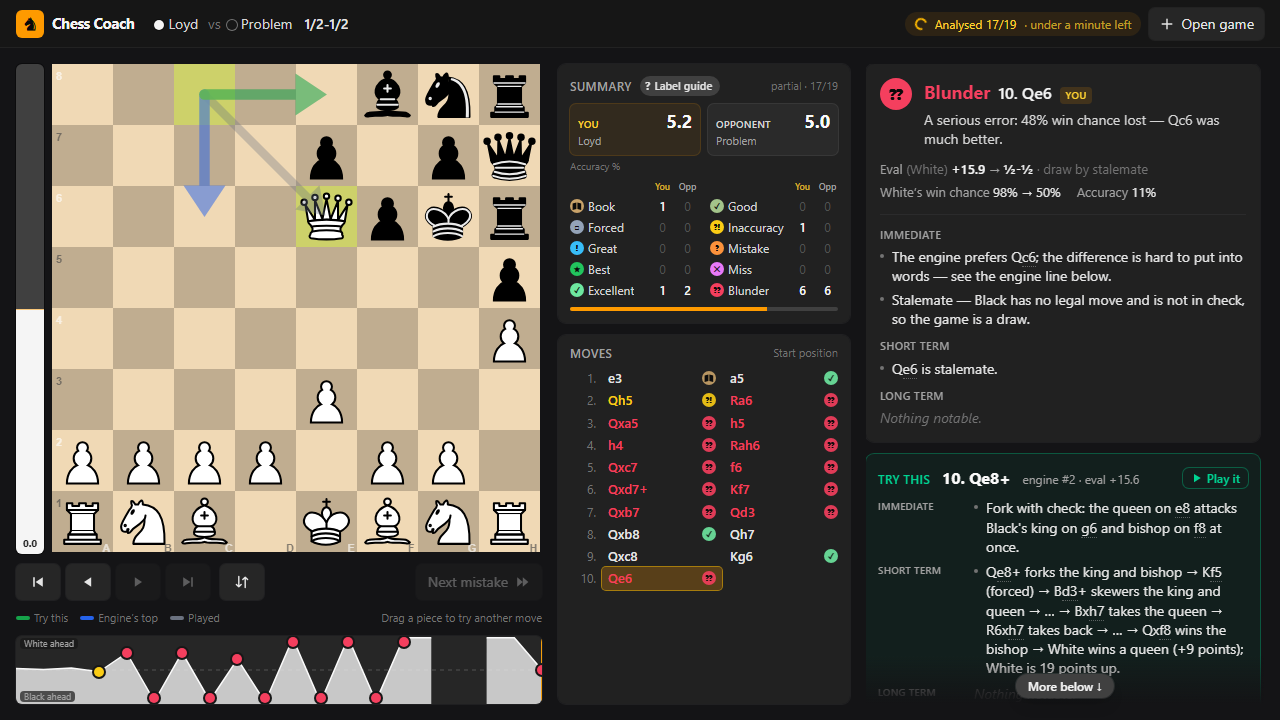 Chess Coach Loyd vs Problem 1/2-1/2 Analysed 17/19 · under a minute left + Open game
8
7
6
5
4
3
2
1
A B C D E F G H
0.0
Try this Engine's top Played Drag a piece to try another move
Next mistake
White ahead
Black ahead
SUMMARY ? Label guide partial · 17/19
YOU 5.2 OPPONENT 5.0
Loyd Problem
Accuracy %
You Opp You Opp
Book 1 0 Good 0 0
Forced 0 0 Inaccuracy 1 0
Great 0 0 Mistake 0 0
Best 0 0 Miss 0 0
Excellent 1 2 Blunder 6 6
MOVES Start position
1. e3 a5
2. Qh5 Ra6
3. Qxa5 h5
4. h4 Rah6
5. Qxc7 f6
6. Qxd7+ Kf7
7. Qxb7 Qd3
8. Qxb8 Qh7
9. Qxc8 Kg6
10. Qe6
?? Blunder 10. Qe6 YOU
A serious error: 48% win chance lost — Qc6 was
much better.
Eval (White) +15.9 → ½-½ · draw by stalemate
White's win chance 98% → 50% Accuracy 11%
IMMEDIATE
• The engine prefers Qc6; the difference is hard to put into
words — see the engine line below.
• Stalemate — Black has no legal move and is not in check,
so the game is a draw.
SHORT TERM
• Qe6 is stalemate.
LONG TERM
Nothing notable.
TRY THIS 10. Qe8+ engine #2 · eval +15.6 Play it
IMMEDIATE • Fork with check: the queen on e8 attacks
Black's king on g6 and bishop on f8 at
once.
SHORT TERM • Qe8+ forks the king and bishop → Kf5
(forced) → Bd3+ skewers the king and
queen → ... → Bxh7 takes the queen →
R6xh7 takes back → ... → Qxf8 wins the
bishop → White wins a queen (+9 points);
White is 19 points up.
LONG TERM Nothin
More below ↓